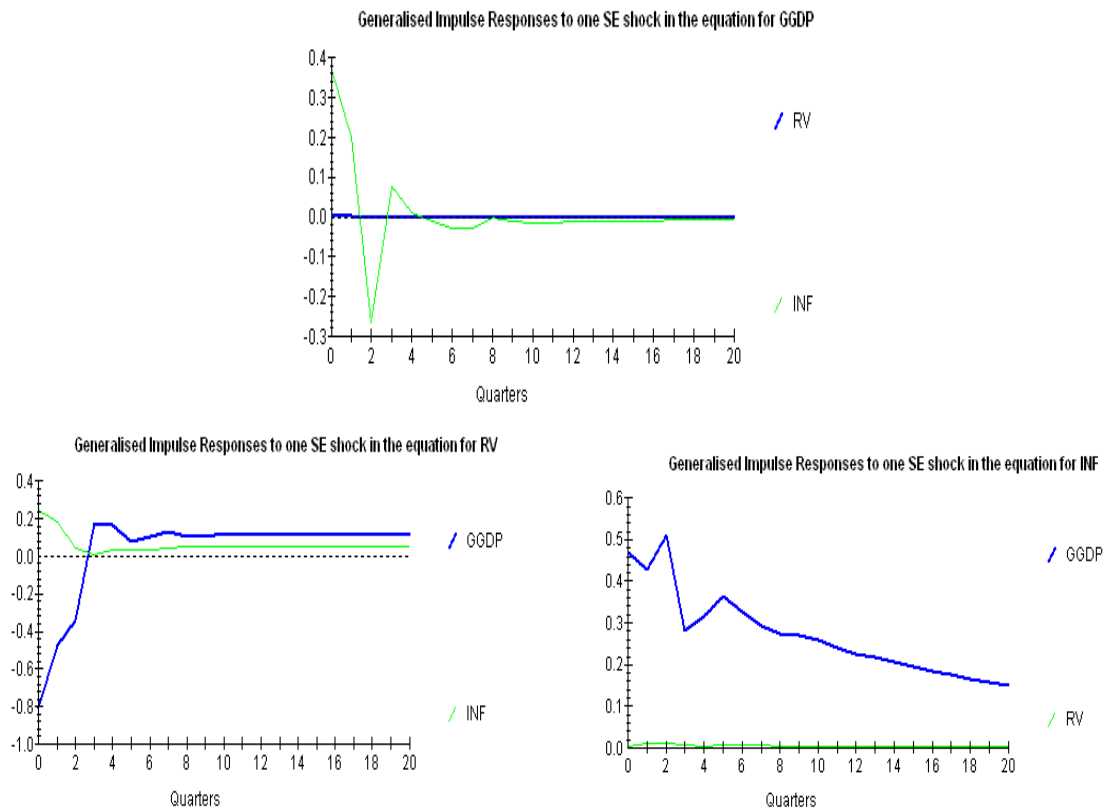 Generalised Impulse Responses to one SE shock in the equation for GGDP
0.4
0.3
0.2
0.1
0.0
-0.1
-0.2
-0.3
RV
INF
0 2 4 6 8 10 12 14 16 18 20
Quarters
Generalised Impulse Responses to one SE shock in the equation for RV
0.4
0.2
0.0
-0.2
-0.4
-0.6
-0.8
-1.0
GGDP
INF
0 2 4 6 8 10 12 14 16 18 20
Quarters
Generalised Impulse Responses to one SE shock in the equation for INF
0.6
0.5
0.4
0.3
0.2
0.1
0.0
GGDP
RV
0 2 4 6 8 10 12 14 16 18 20
Quarters